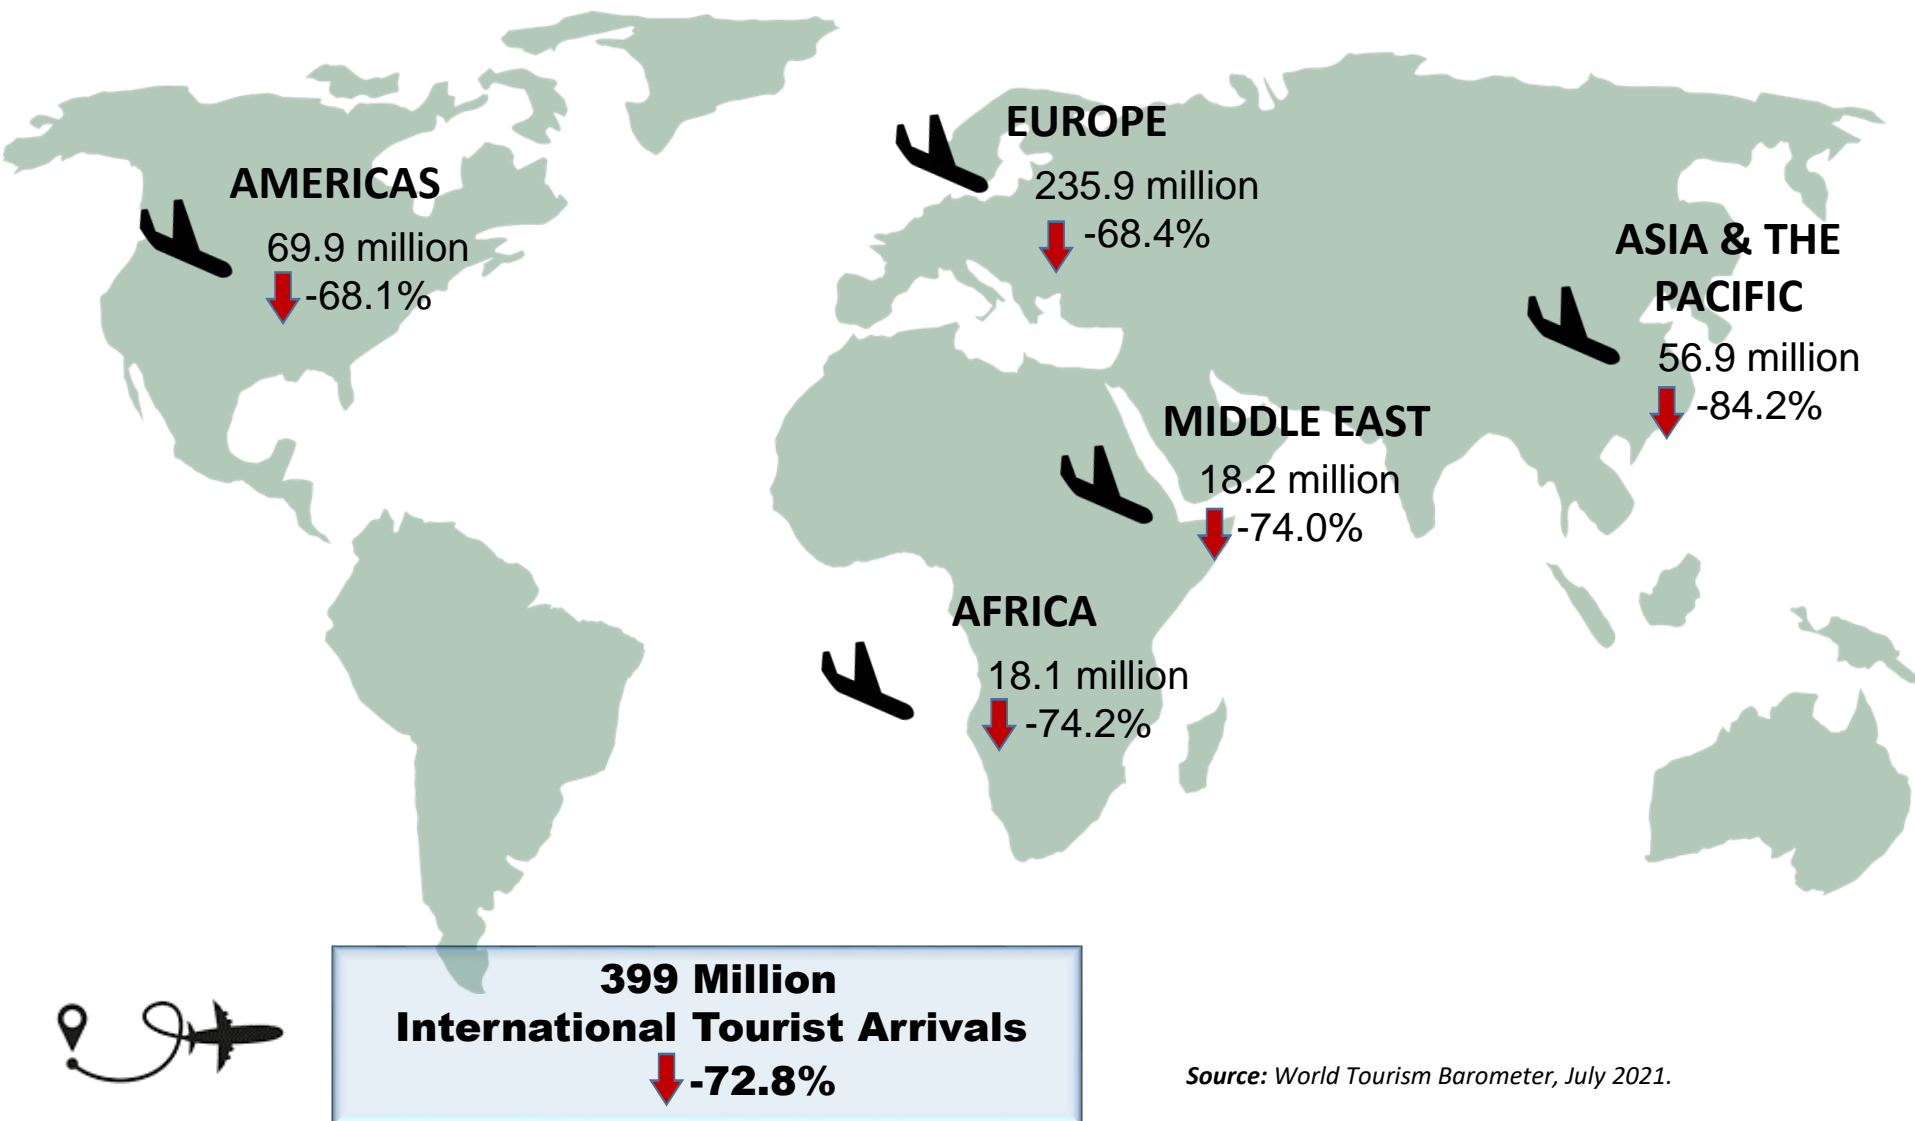 EUROPE
235.9 million
-68.4%
AMERICAS
69.9 million
-68.1%
ASIA & THE
PACIFIC
56.9 million
-84.2%
MIDDLE EAST
18.2 million
-74.0%
AFRICA
18.1 million
-74.2%
399 Million
International Tourist Arrivals
-72.8%
Source: World Tourism Barometer, July 2021.